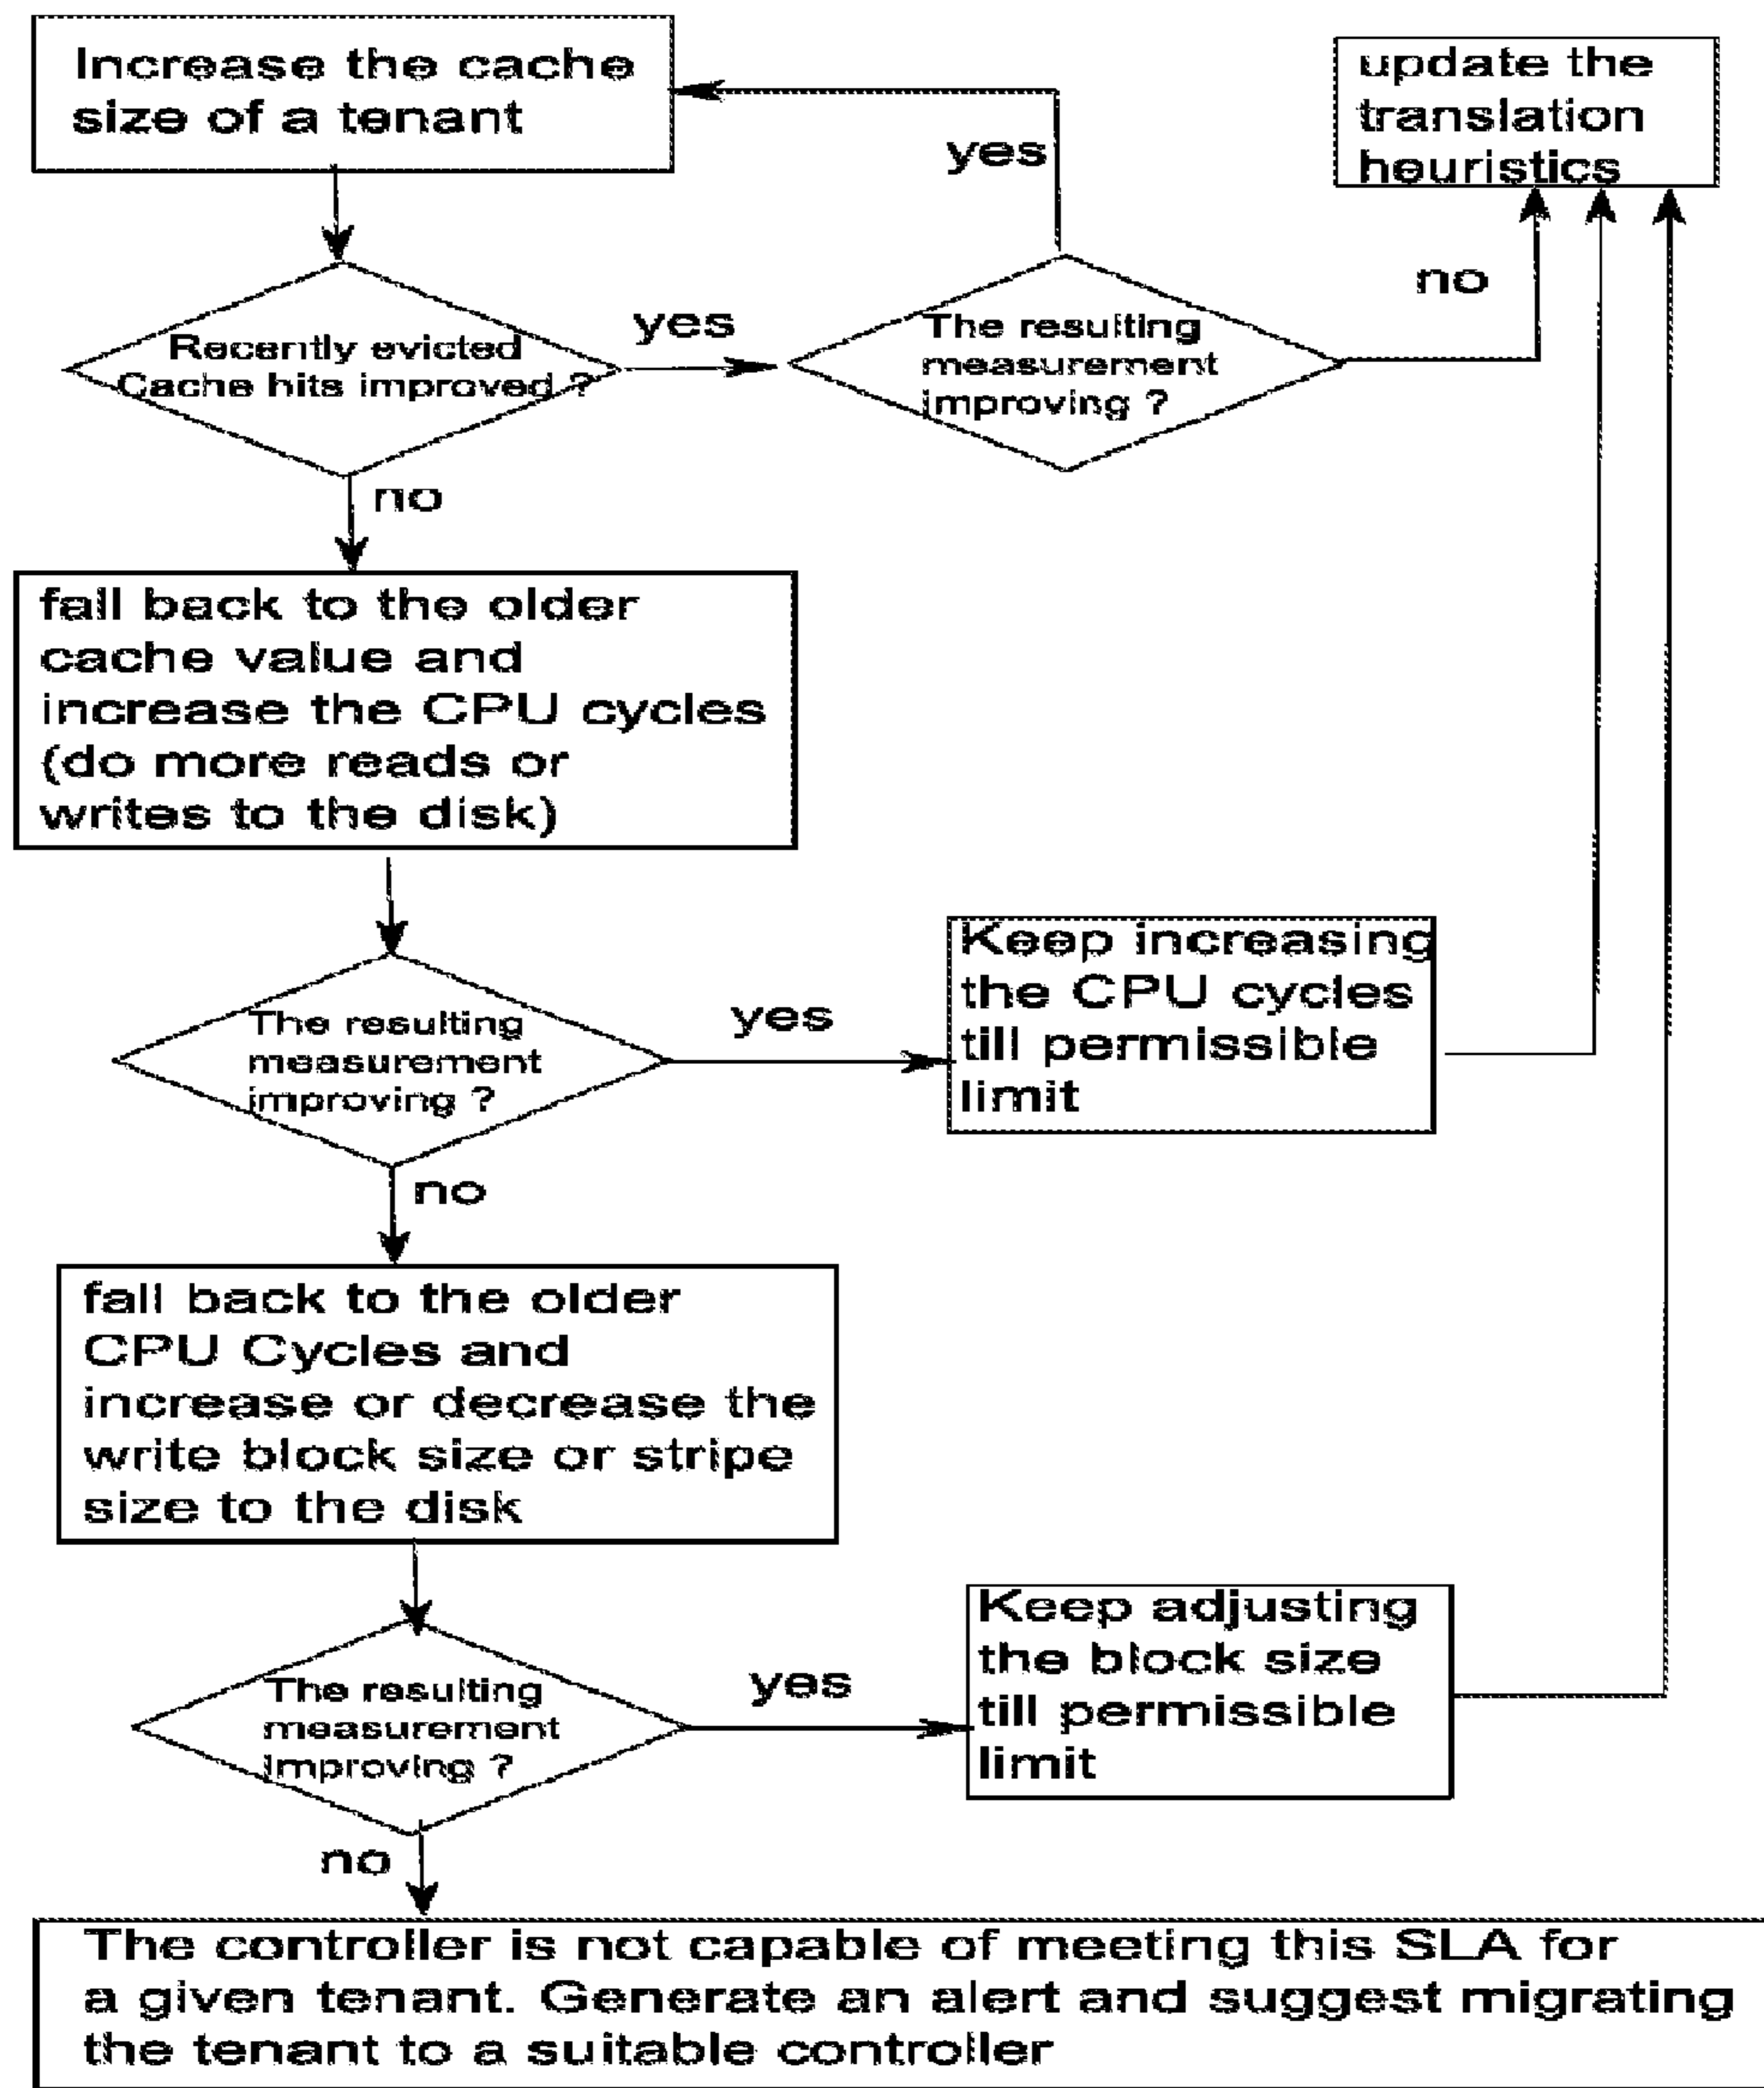 Increase the cache
size of a tenant
update the
translation
heuristics
yes
no
Recently evicted
Cache hits improved ?
yes
The resulting
measurement
improving ?
no
fall back to the older
cache value and
increase the CPU cycles
(do more reads or
writes to the disk)
The resulting
measurement
improving ?
yes
Keep increasing
the CPU cycles
till permissible
limit
no
fall back to the older
CPU Cycles and
increase or decrease the
write block size or stripe
size to the disk
The resulting
measurement
improving ?
yes
Keep adjusting
the block size
till permissible
limit
no
The controller is not capable of meeting this SLA for
a given tenant. Generate an alert and suggest migrating
the tenant to a suitable controller